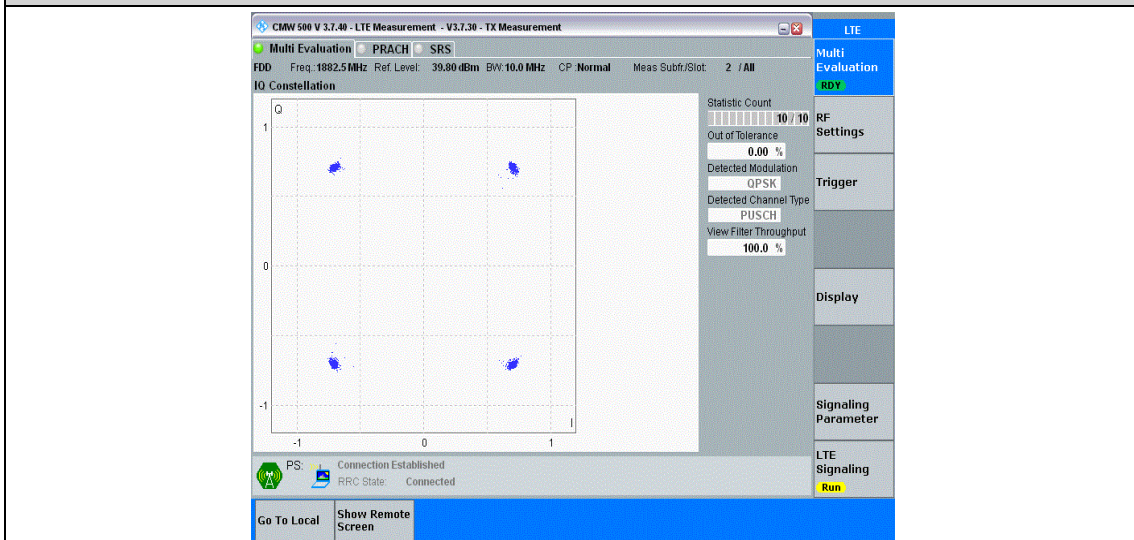 CMW 500 V 3.7.40 - LTE Measurement - V3.7.30 - TX Measurement
LTE
Multi Evaluation PRACH SRS
FDD Freq.:1882.5 MHz Ref. Level: 39.80 dBm BW:10.0 MHz CP :Normal Meas Subfr./Slot: 2 / All
IQ Constellation
Q
1
0
-1
-1 0 1
I
Statistic Count
10 / 10
Out of Tolerance
0.00 %
Detected Modulation
QPSK
Detected Channel Type
PUSCH
View Filter Throughput
100.0 %
Multi
Evaluation
RDY
RF
Settings
Trigger
Display
Signaling
Parameter
LTE
Signaling
Run
PS: Connection Established
RRC State: Connected
Go To Local
Show Remote
Screen